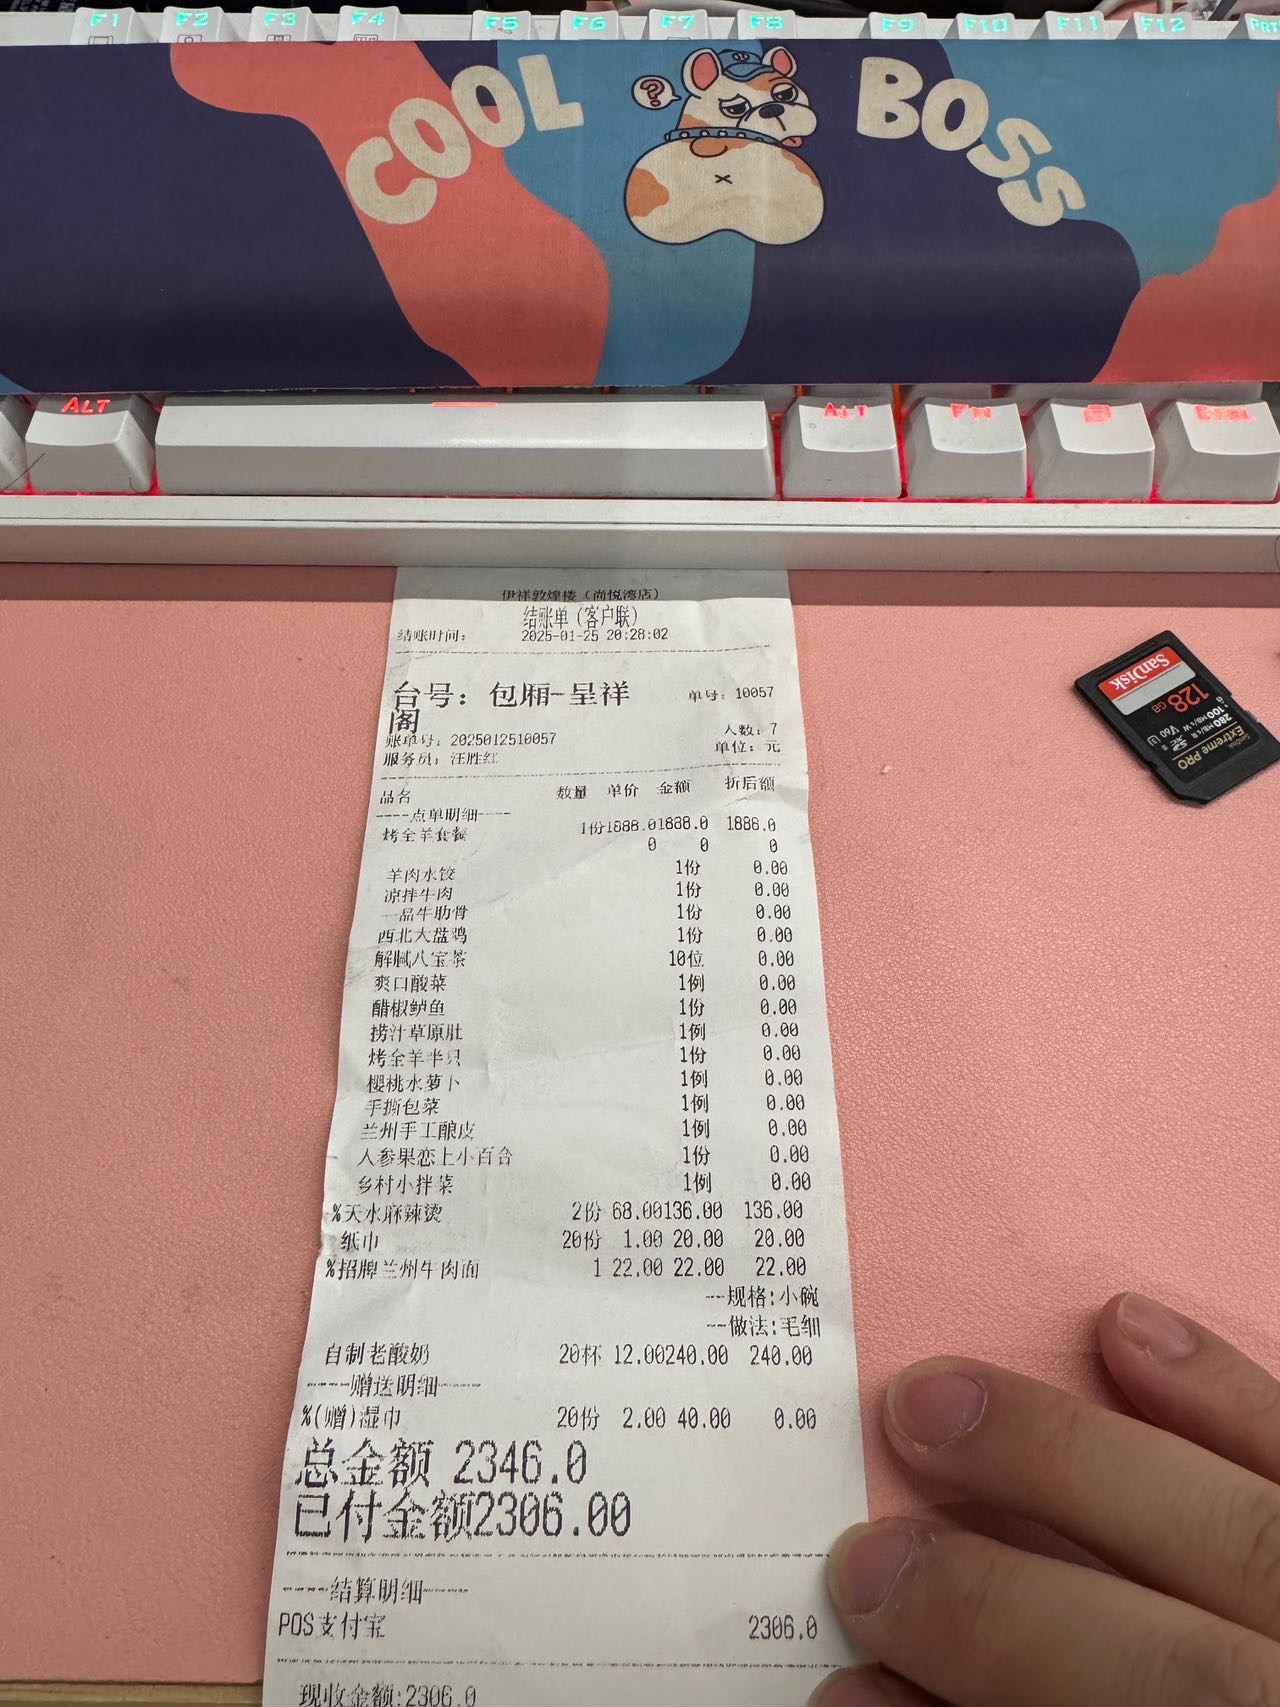 F1 F2 F3 F4 F5 F6 F7 F8 F9 F10 F11 F12 PRT
COOL ? BOSS
ALT ALT FN CTRL
伊祥敦煌楼（尚悦湾店）
结账单（客户联）
结账时间： 2025-01-25 20:28:02
台号：包厢-呈祥阁 单号：10057
账单号：2025012510057 人数：7
服务员：汪胜红 单位：元
品名 数量 单价 金额 折后额
----点单明细----
烤全羊套餐 1份1888.01888.0 1888.0
0 0 0
羊肉水饺 1份 0.00
凉拌牛肉 1份 0.00
一品牛肋骨 1份 0.00
西北大盘鸡 1份 0.00
解腻八宝茶 10位 0.00
爽口酸菜 1例 0.00
醋椒鲈鱼 1份 0.00
捞汁草原肚 1例 0.00
烤全羊半只 1份 0.00
樱桃水萝卜 1例 0.00
手撕包菜 1例 0.00
兰州手工酿皮 1例 0.00
人参果恋上小百合 1份 0.00
乡村小拌菜 1例 0.00
%天水麻辣烫 2份 68.00136.00 136.00
纸巾 20份 1.00 20.00 20.00
%招牌兰州牛肉面 1 22.00 22.00 22.00
--规格:小碗
--做法:毛细
自制老酸奶 20杯 12.00240.00 240.00
----赠送明细----
%(赠)湿巾 20份 2.00 40.00 0.00
总金额 2346.0
已付金额2306.00
----结算明细----
POS支付宝 2306.0
现收金额:2306.0
SanDisk
128 GB
280 MB/s R
100 MB/s W
V60 II
SanDisk
Extreme PRO